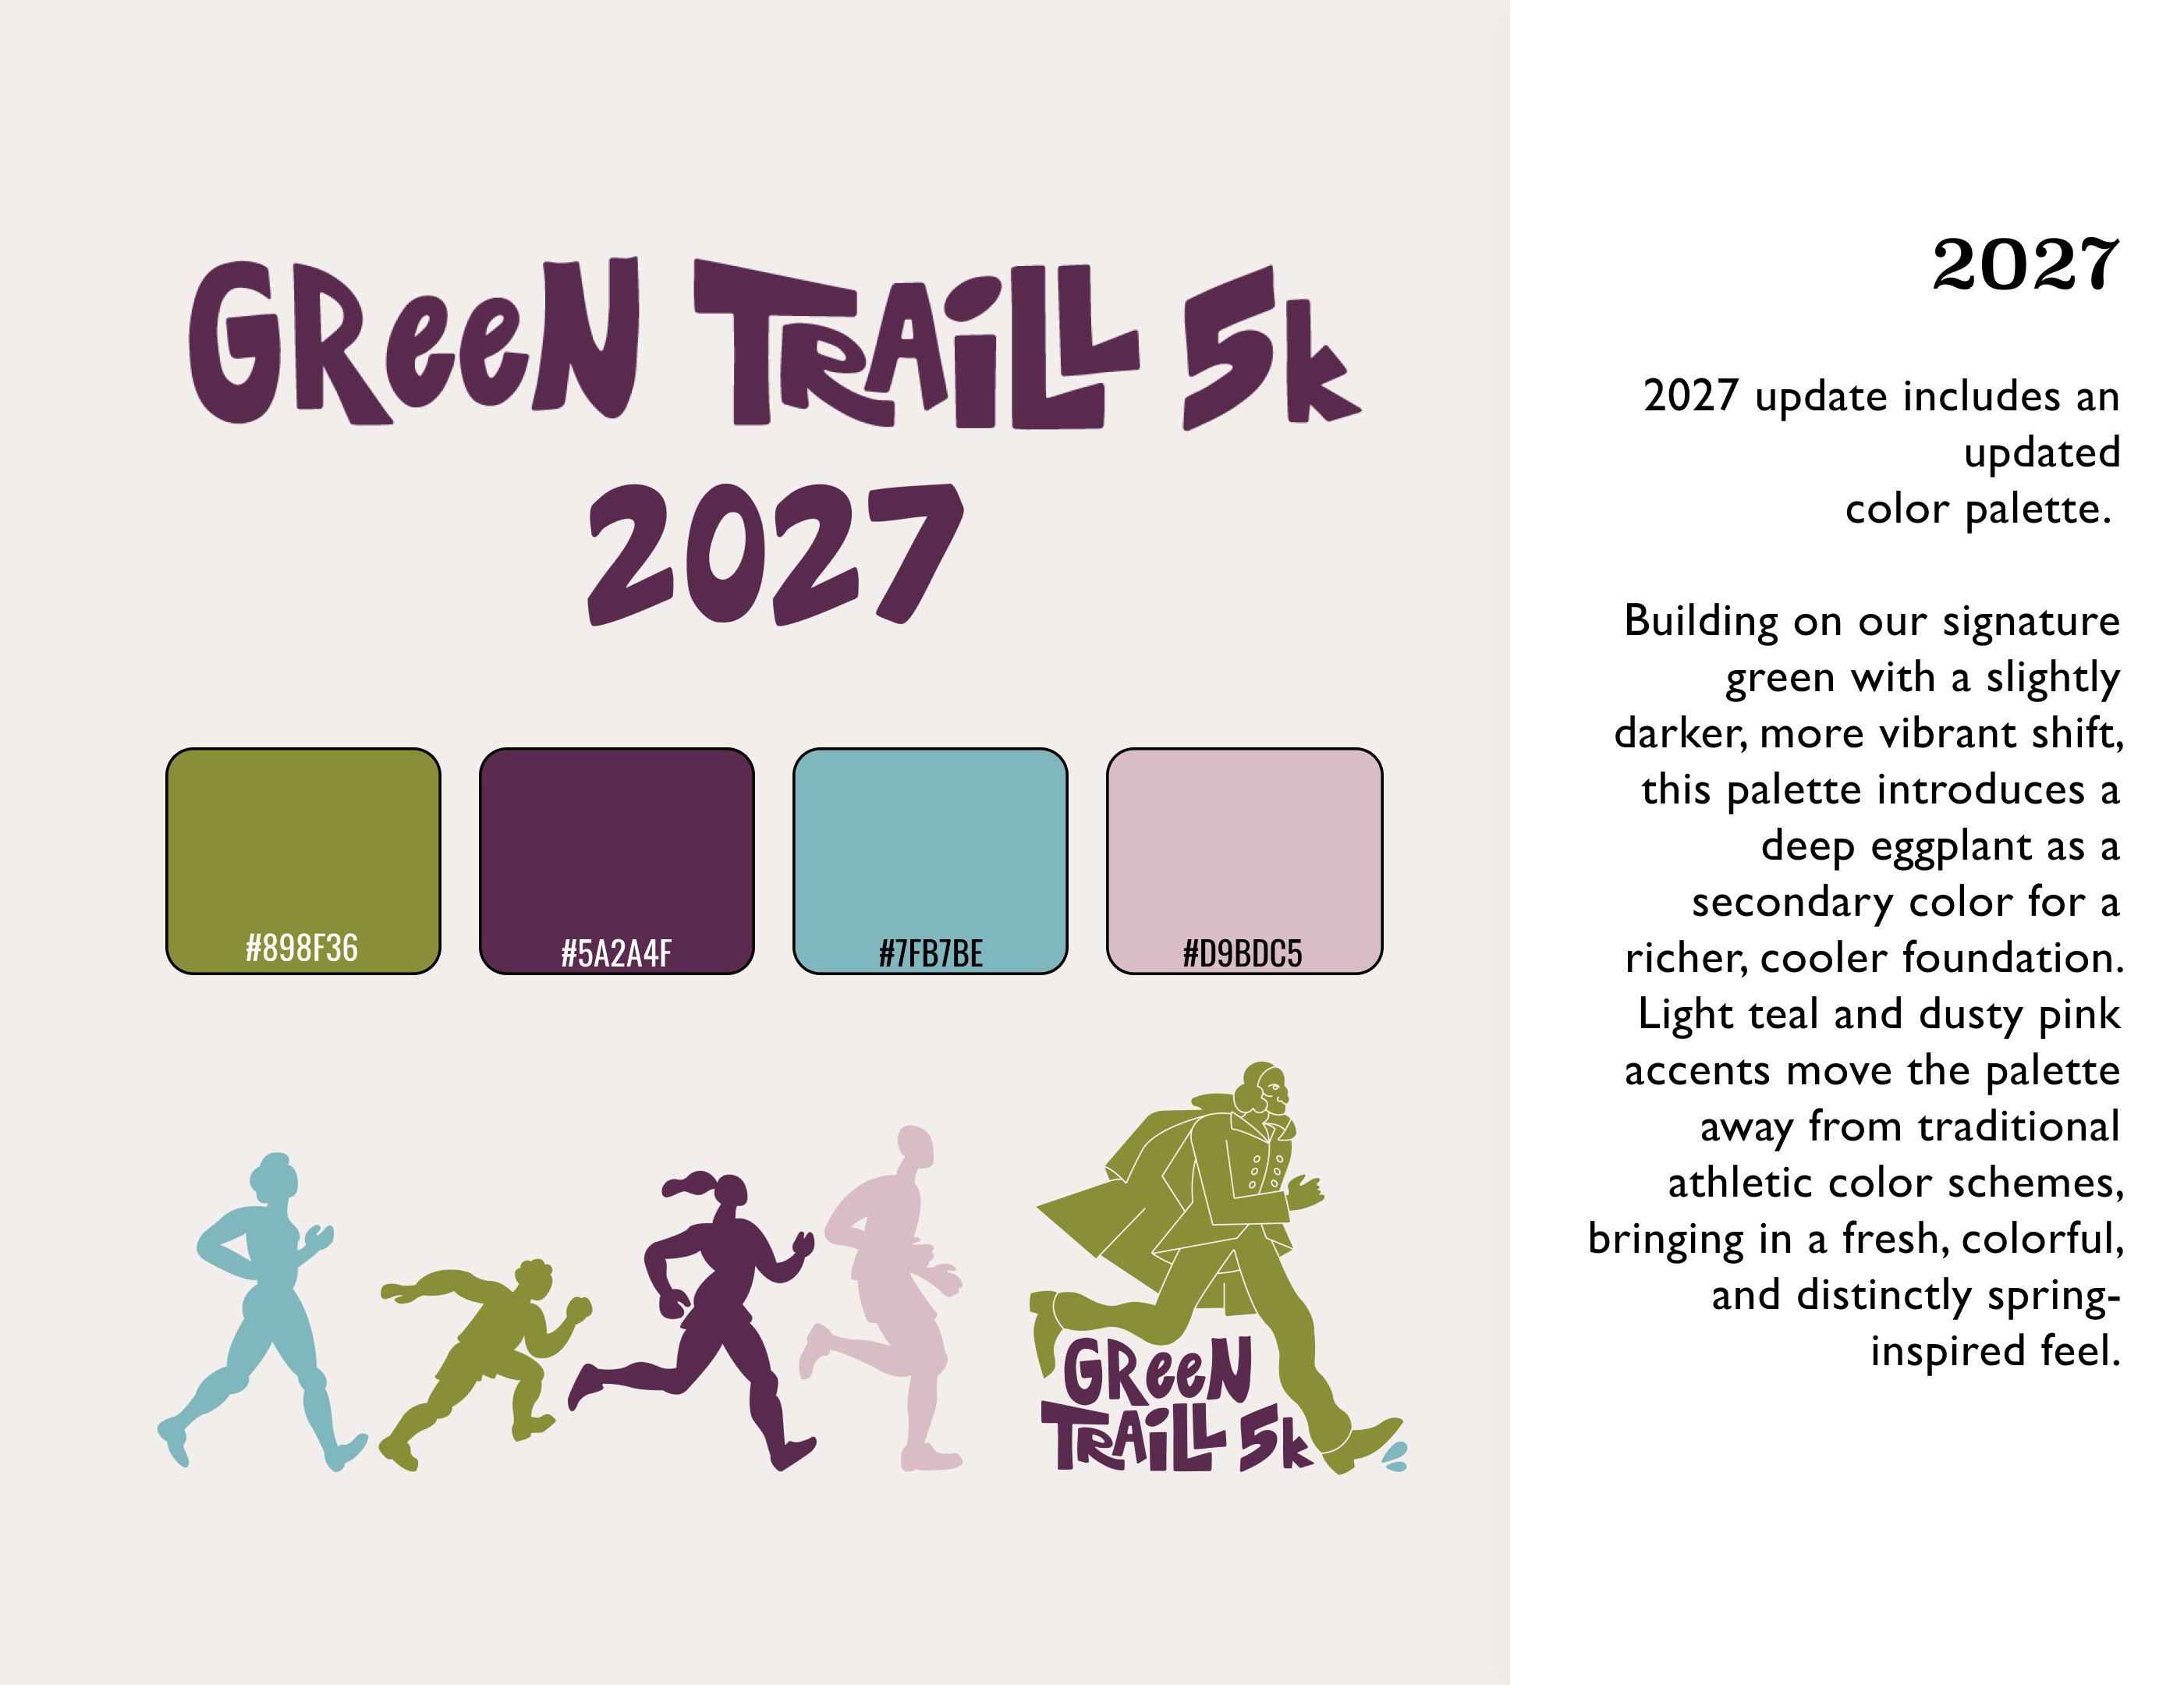 GReeN TRAiLL 5k
2027
#898F36
#5A2A4F
#7FB7BE
#D9BDC5
GReeN
TRAiLL 5k
2027
2027 update includes an
updated
color palette.
Building on our signature
green with a slightly
darker, more vibrant shift,
this palette introduces a
deep eggplant as a
secondary color for a
richer, cooler foundation.
Light teal and dusty pink
accents move the palette
away from traditional
athletic color schemes,
bringing in a fresh, colorful,
and distinctly spring-
inspired feel.